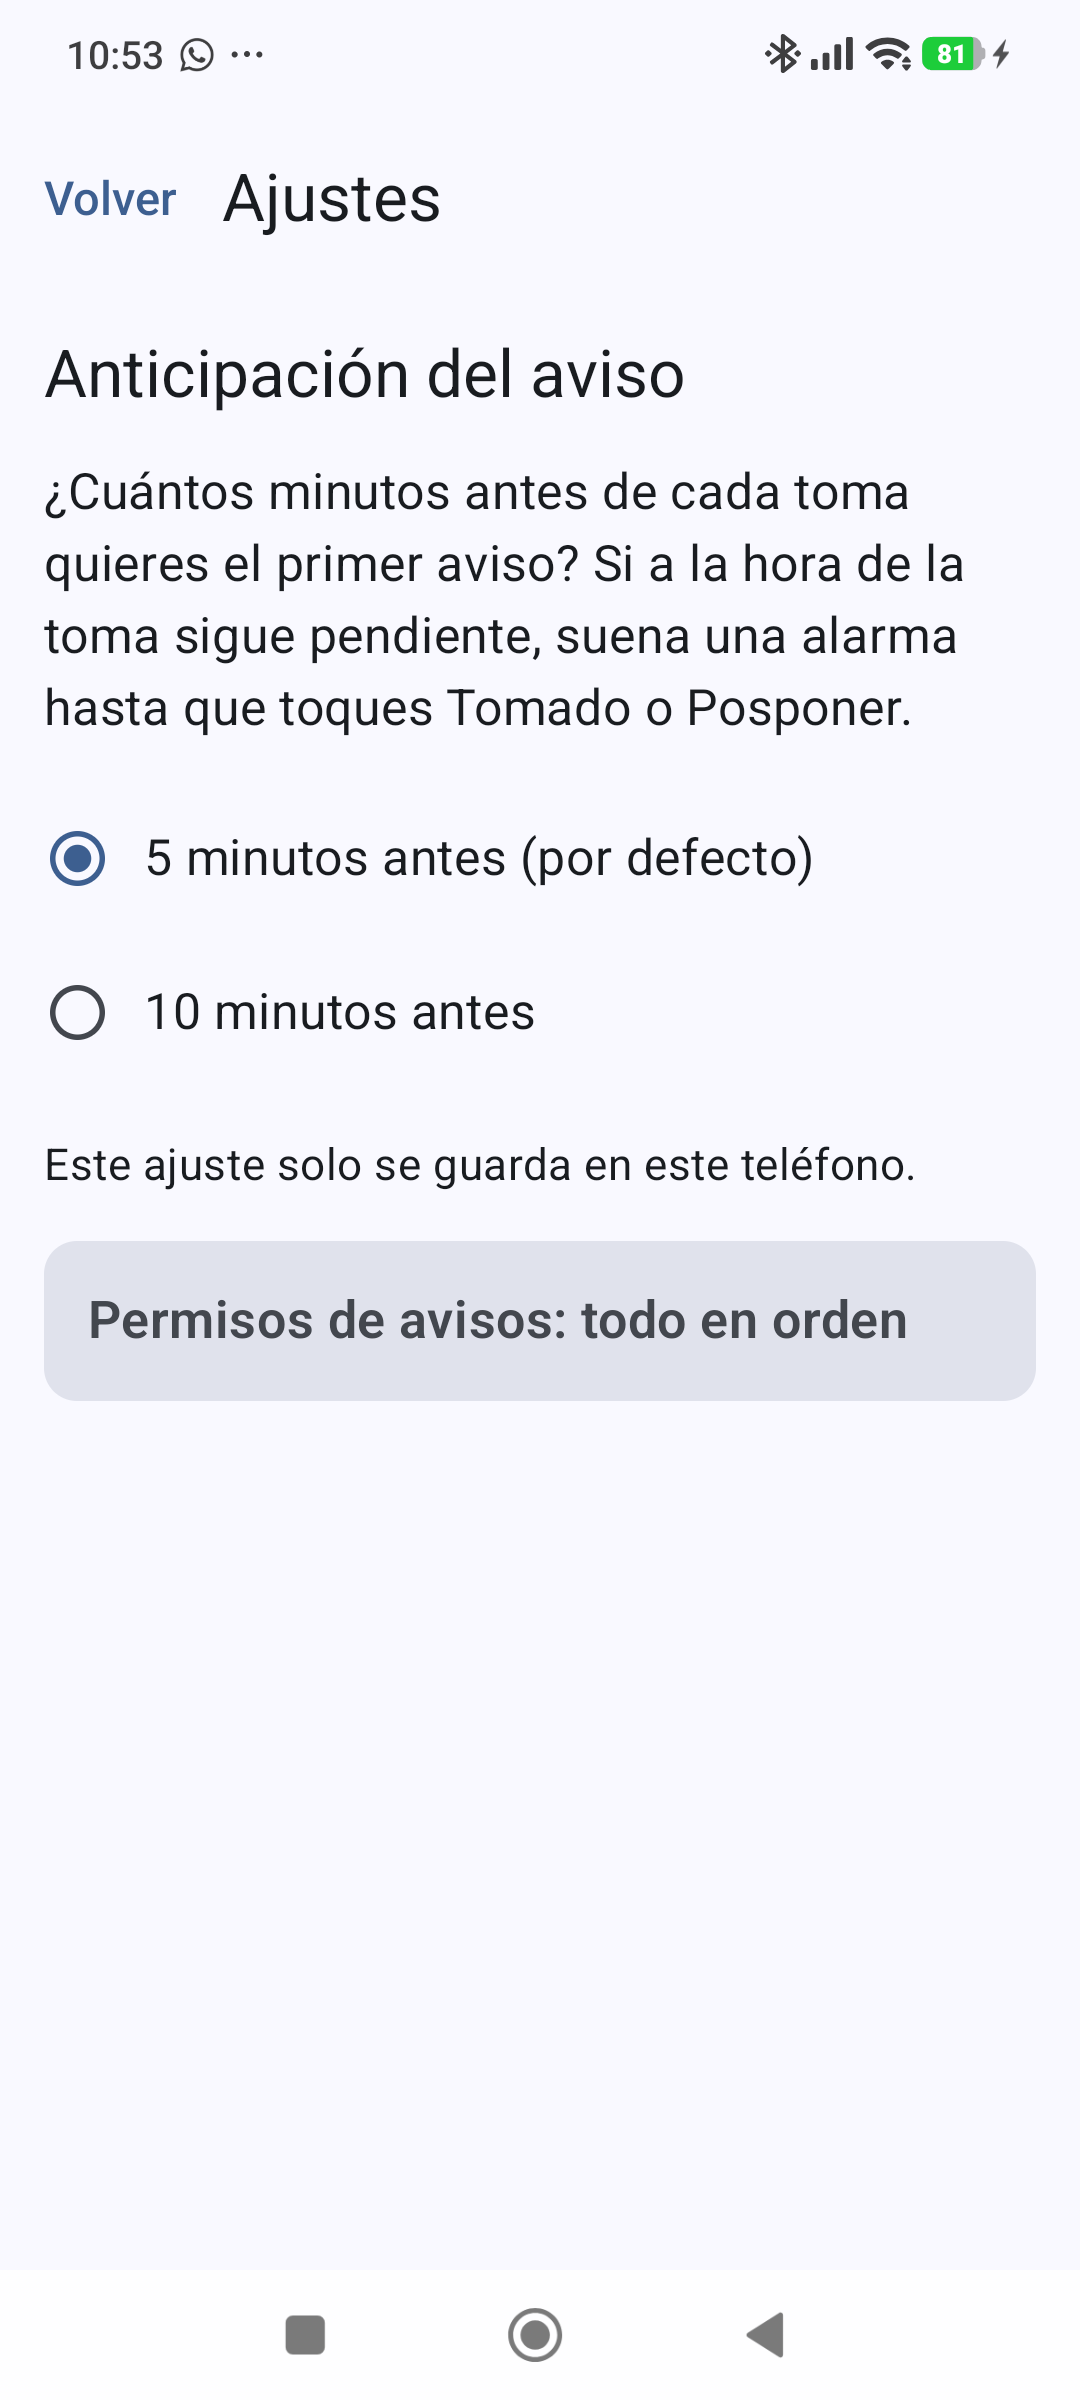 10:53
81
Volver Ajustes
Anticipación del aviso
¿Cuántos minutos antes de cada toma
quieres el primer aviso? Si a la hora de la
toma sigue pendiente, suena una alarma
hasta que toques Tomado o Posponer.
5 minutos antes (por defecto)
10 minutos antes
Este ajuste solo se guarda en este teléfono.
Permisos de avisos: todo en orden